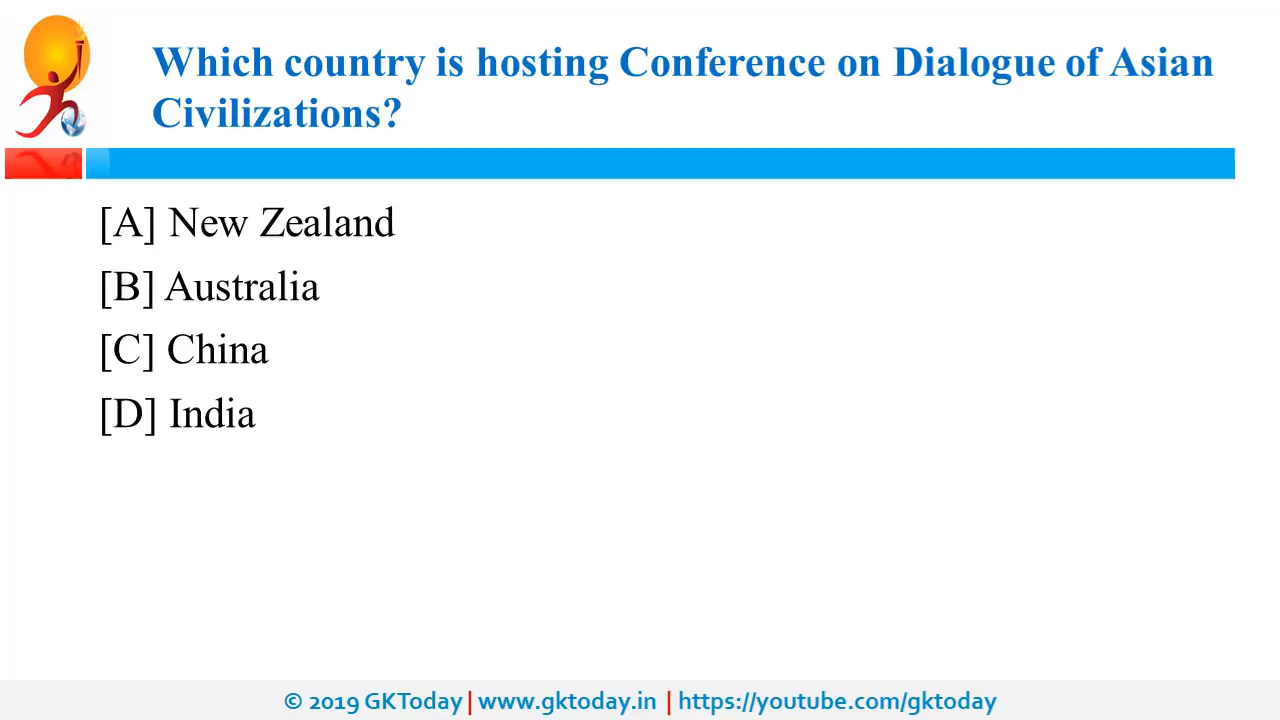 Which country is hosting Conference on Dialogue of Asian
Civilizations?
[A] New Zealand
[B] Australia
[C] China
[D] India
© 2019 GKToday | www.gktoday.in | https://youtube.com/gktoday